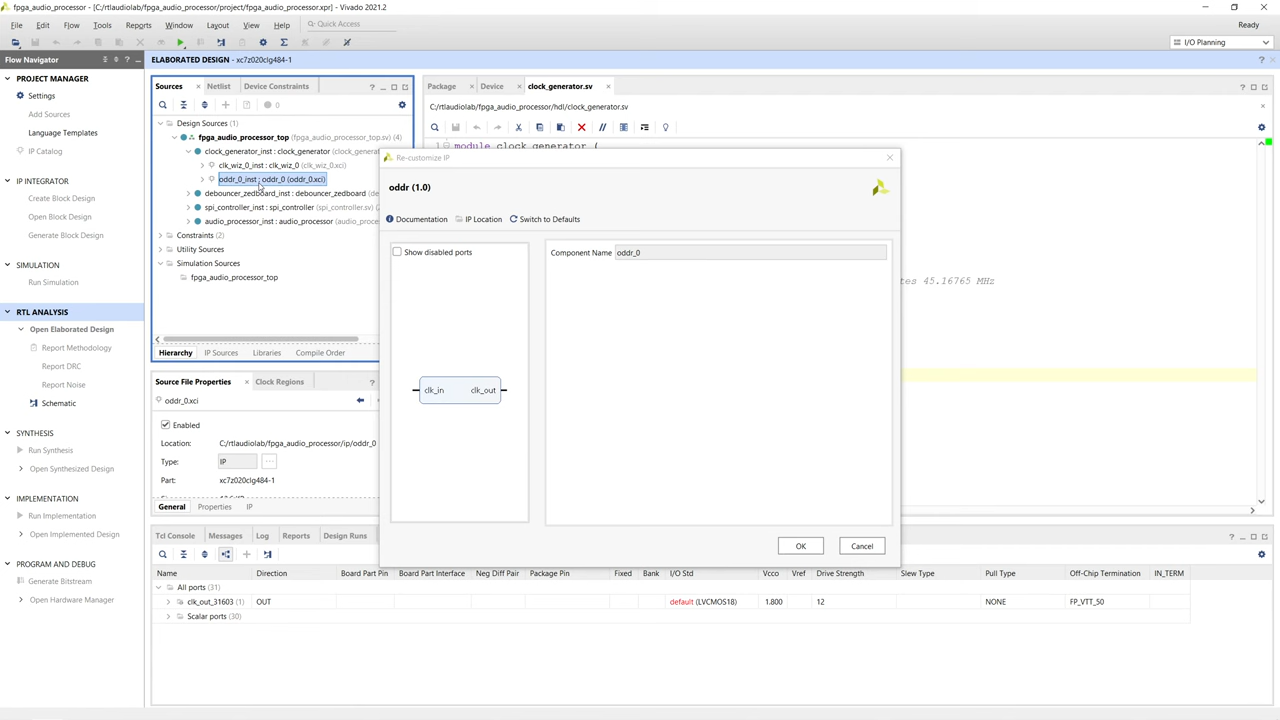 fpga_audio_processor - [C:/rtlaudiolab/fpga_audio_processor/project/fpga_audio_processor.xpr] - Vivado 2021.2
File Edit Flow Tools Reports Window Layout View Help Quick Access Ready
I/O Planning
Flow Navigator
ELABORATED DESIGN - xc7z020clg484-1
PROJECT MANAGER
Settings
Add Sources
Language Templates
IP Catalog
IP INTEGRATOR
Create Block Design
Open Block Design
Generate Block Design
SIMULATION
Run Simulation
RTL ANALYSIS
Open Elaborated Design
Report Methodology
Report DRC
Report Noise
Schematic
SYNTHESIS
Run Synthesis
Open Synthesized Design
IMPLEMENTATION
Run Implementation
Open Implemented Design
PROGRAM AND DEBUG
Generate Bitstream
Open Hardware Manager
Sources Netlist Device Constraints
0
Design Sources (1)
fpga_audio_processor_top (fpga_audio_processor_top.sv) (4)
clock_generator_inst : clock_generator (clock_generator.sv)
clk_wiz_0_inst : clk_wiz_0 (clk_wiz_0.xci)
oddr_0_inst : oddr_0 (oddr_0.xci)
debouncer_zedboard_inst : debouncer_zedboard (de
spi_controller_inst : spi_controller (spi_controller.sv) (
audio_processor_inst : audio_processor (audio_proce
Constraints (2)
Utility Sources
Simulation Sources
fpga_audio_processor_top
Hierarchy IP Sources Libraries Compile Order
Source File Properties Clock Regions
oddr_0.xci
Enabled
Location: C:/rtlaudiolab/fpga_audio_processor/ip/oddr_0
Type: IP
Part: xc7z020clg484-1
General Properties IP
Package Device clock_generator.sv
C:/rtlaudiolab/fpga_audio_processor/hdl/clock_generator.sv
1 module clock_generator (
tes 45.16765 MHz
Re-customize IP
oddr (1.0)
Documentation IP Location Switch to Defaults
Show disabled ports
Component Name oddr_0
clk_in clk_out
OK Cancel
Tcl Console Messages Log Reports Design Runs
Name Direction Board Part Pin Board Part Interface Neg Diff Pair Package Pin Fixed Bank I/O Std Vcco Vref Drive Strength Slew Type Pull Type Off-Chip Termination IN_TERM
All ports (31)
clk_out_31603 (1) OUT default (LVCMOS18) 1.800 12 NONE FP_VTT_50
Scalar ports (30)